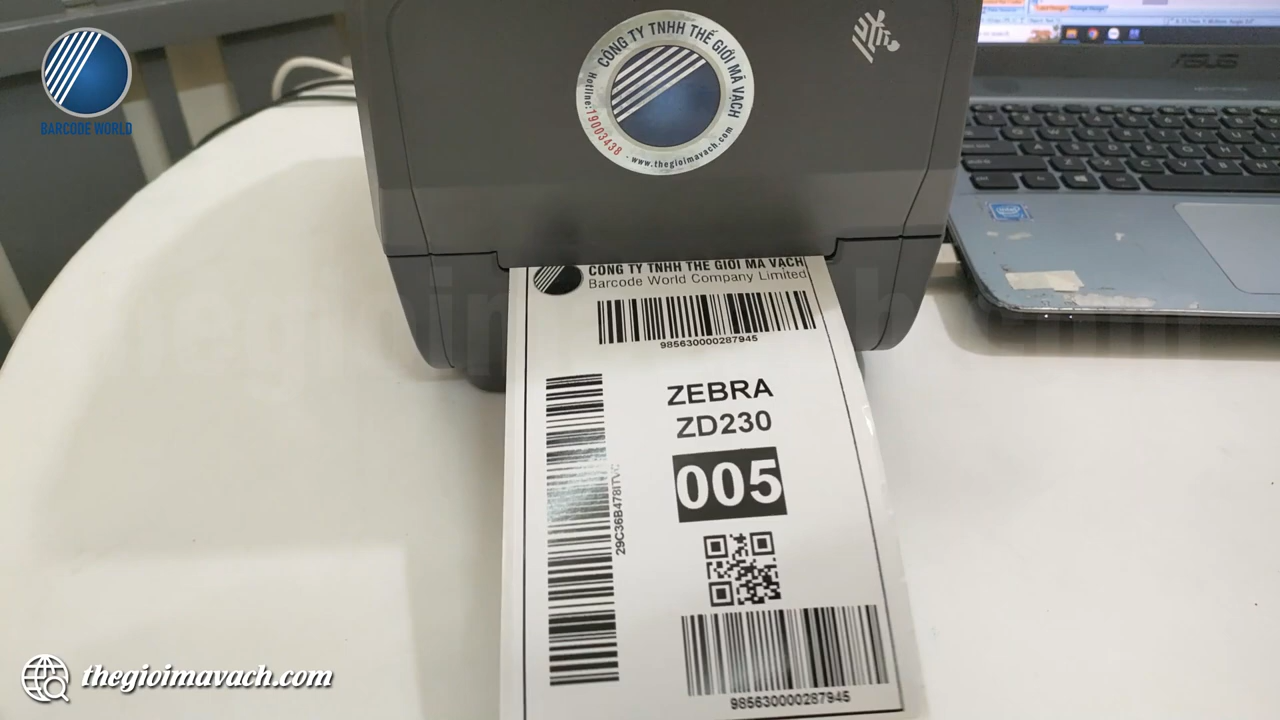 BARCODE WORLD
CÔNG TY TNHH THẾ GIỚI MÃ VẠCH
Hotline: 19003438 . www.thegioimavach.com
ASUS
CÔNG TY TNHH THẾ GIỚI MÃ VẠCH
Barcode World Company Limited
985630000287945
ZEBRA
ZD230
005
29C36B478ITVC
985630000287945
thegioimavach.com